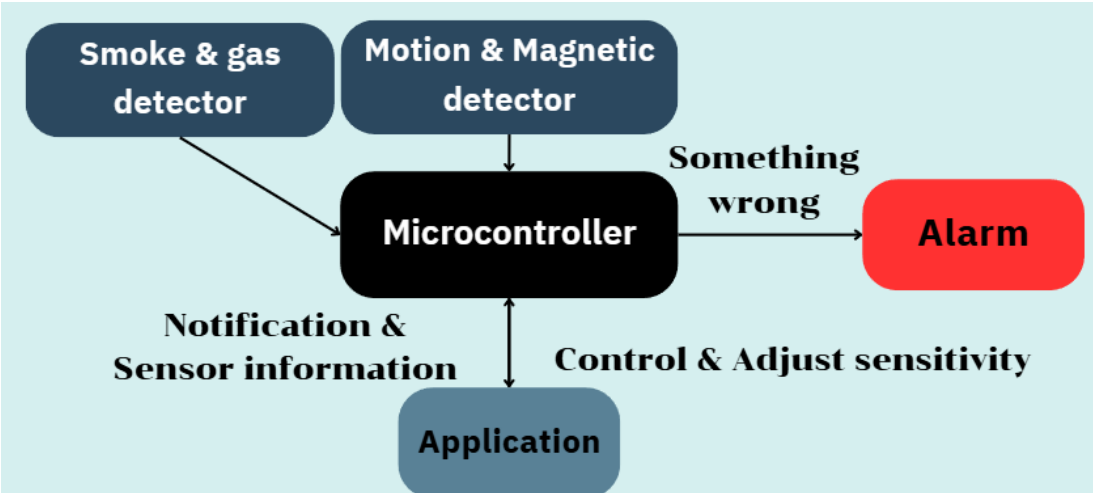 Smoke & gas
detector
Motion & Magnetic
detector
Something
wrong
Microcontroller
Alarm
Notification &
Sensor information
Control & Adjust sensitivity
Application